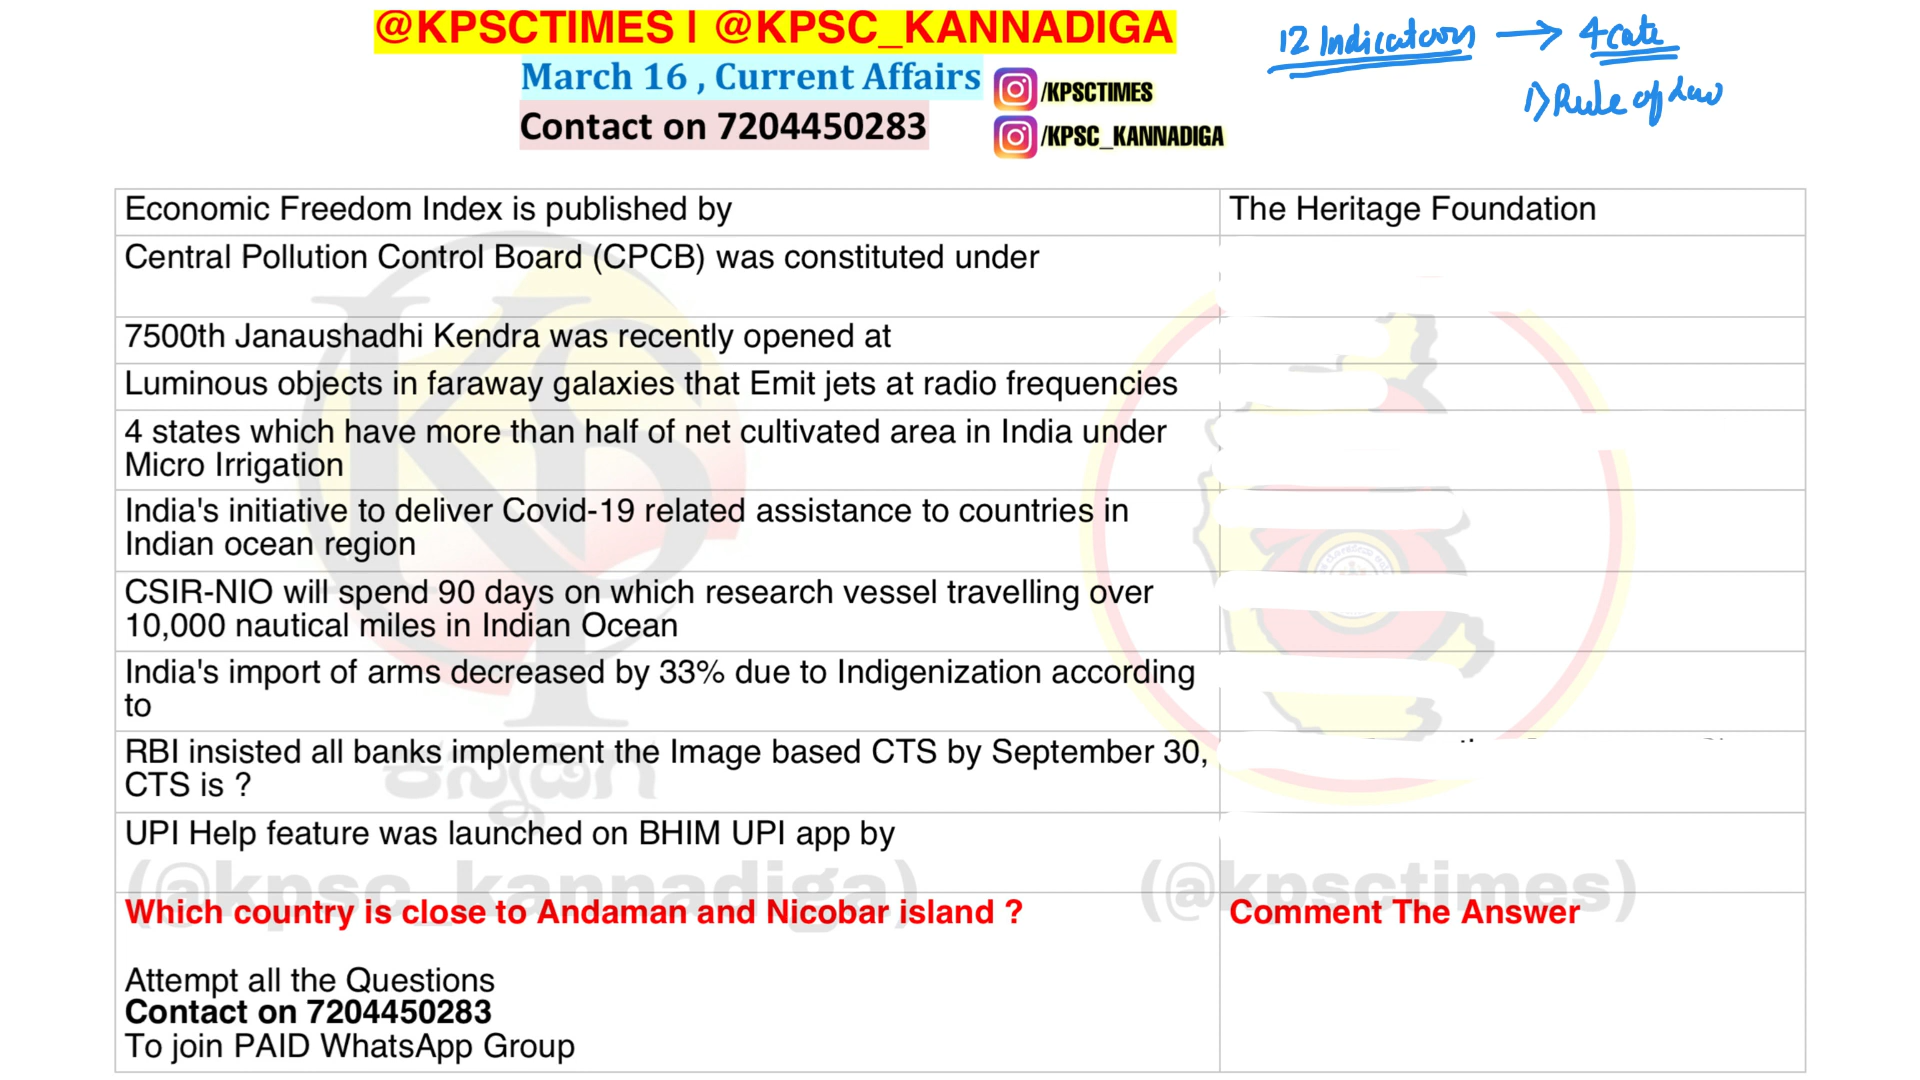 @KPSCTIMES I @KPSC_KANNADIGA
March 16 , Current Affairs
/KPSCTIMES
Contact on 7204450283
/KPSC_KANNADIGA
12 Indicators → 4 cate
1) Rule of Law
Economic Freedom Index is published by
The Heritage Foundation
Central Pollution Control Board (CPCB) was constituted under
7500th Janaushadhi Kendra was recently opened at
Luminous objects in faraway galaxies that Emit jets at radio frequencies
4 states which have more than half of net cultivated area in India under
Micro Irrigation
India's initiative to deliver Covid-19 related assistance to countries in
Indian ocean region
CSIR-NIO will spend 90 days on which research vessel travelling over
10,000 nautical miles in Indian Ocean
India's import of arms decreased by 33% due to Indigenization according
to
RBI insisted all banks implement the Image based CTS by September 30,
CTS is ?
UPI Help feature was launched on BHIM UPI app by
Which country is close to Andaman and Nicobar island ?
Comment The Answer
Attempt all the Questions
Contact on 7204450283
To join PAID WhatsApp Group
KPSC
ಕನ್ನಡಿಗ
(@kpsc_kannadiga)
(@kpsctimes)